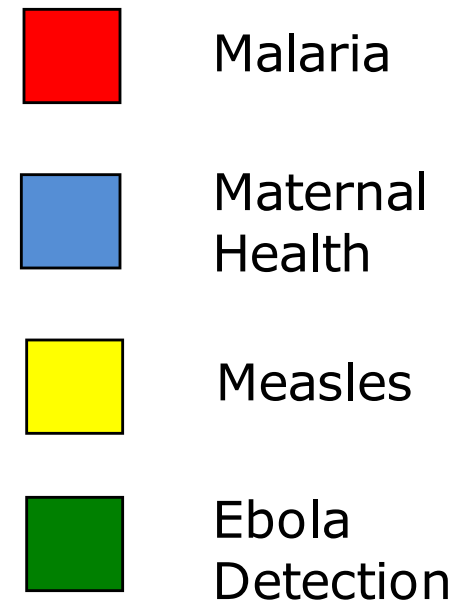 Malaria
Maternal
Health
Measles
Ebola
Detection